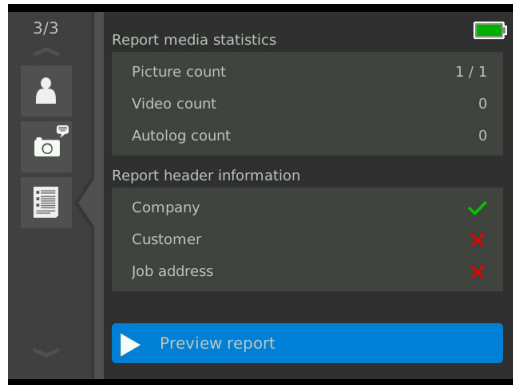 3/3
Report media statistics
Picture count 1 / 1
Video count 0
Autolog count 0
Report header information
Company
Customer
Job address
Preview report